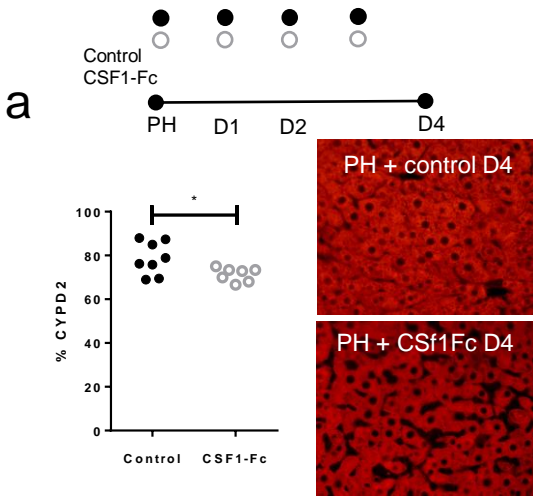 Control
CSF1-Fc
a
PH D1 D2 D4
PH + control D4
*
100
80
60
40
20
0
% CYPD2
Control CSF1-Fc
PH + CSf1Fc D4